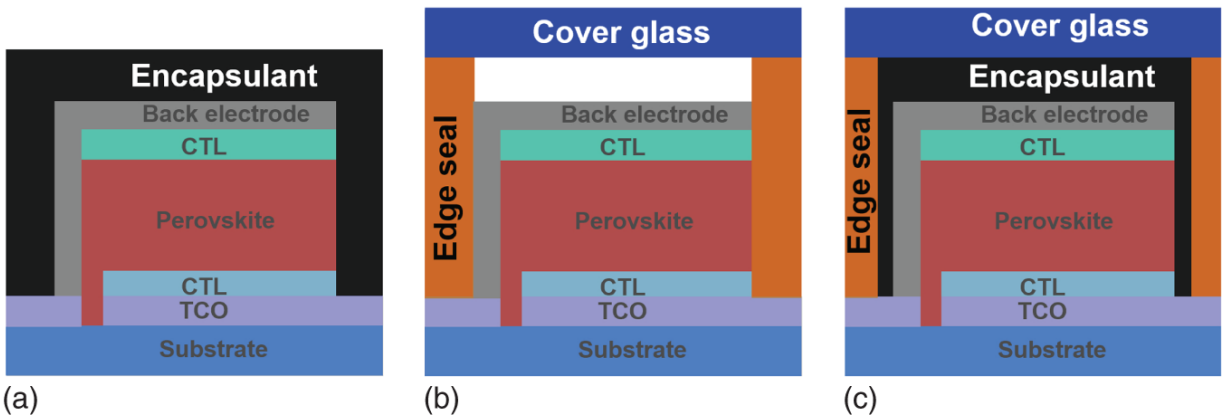 Encapsulant
Back electrode
CTL
Perovskite
CTL
TCO
Substrate
(a)
Cover glass
Edge seal
Back electrode
CTL
Perovskite
CTL
TCO
Substrate
(b)
Cover glass
Encapsulant
Edge seal
Back electrode
CTL
Perovskite
CTL
TCO
Substrate
(c)